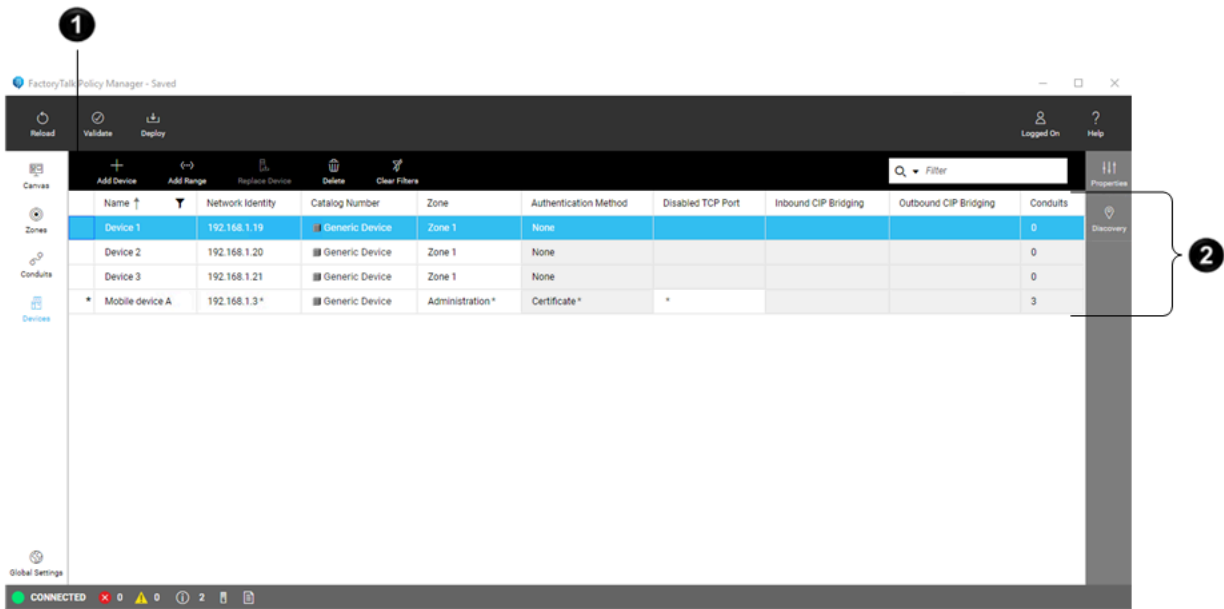 1
FactoryTalk Policy Manager - Saved
Reload Validate Deploy Logged On Help
Canvas Add Device Add Range Replace Device Delete Clear Filters Filter Properties
Name ↑ Network Identity Catalog Number Zone Authentication Method Disabled TCP Port Inbound CIP Bridging Outbound CIP Bridging Conduits
Zones Device 1 192.168.1.19 Generic Device Zone 1 None 0 Discovery
Device 2 192.168.1.20 Generic Device Zone 1 None 0 2
Conduits Device 3 192.168.1.21 Generic Device Zone 1 None 0
* Mobile device A 192.168.1.3* Generic Device Administration* Certificate* * 3
Devices
Global Settings
CONNECTED 0 0 2